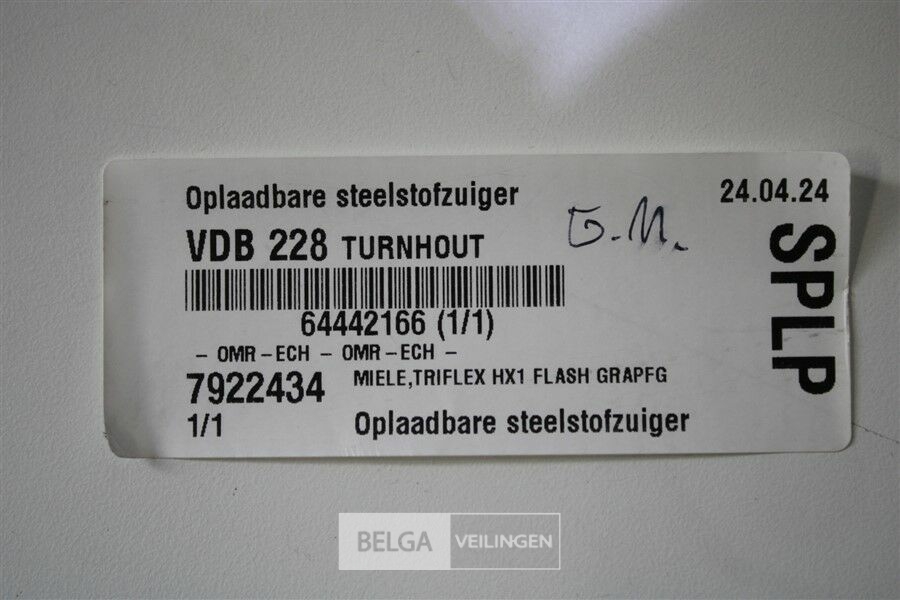 Oplaadbare steelstofzuiger
24.04.24
VDB 228 TURNHOUT
G.M.
SPLP
64442166 (1/1)
– OMR – ECH – OMR – ECH –
7922434 MIELE,TRIFLEX HX1 FLASH GRAPFG
1/1 Oplaadbare steelstofzuiger
BELGA VEILINGEN